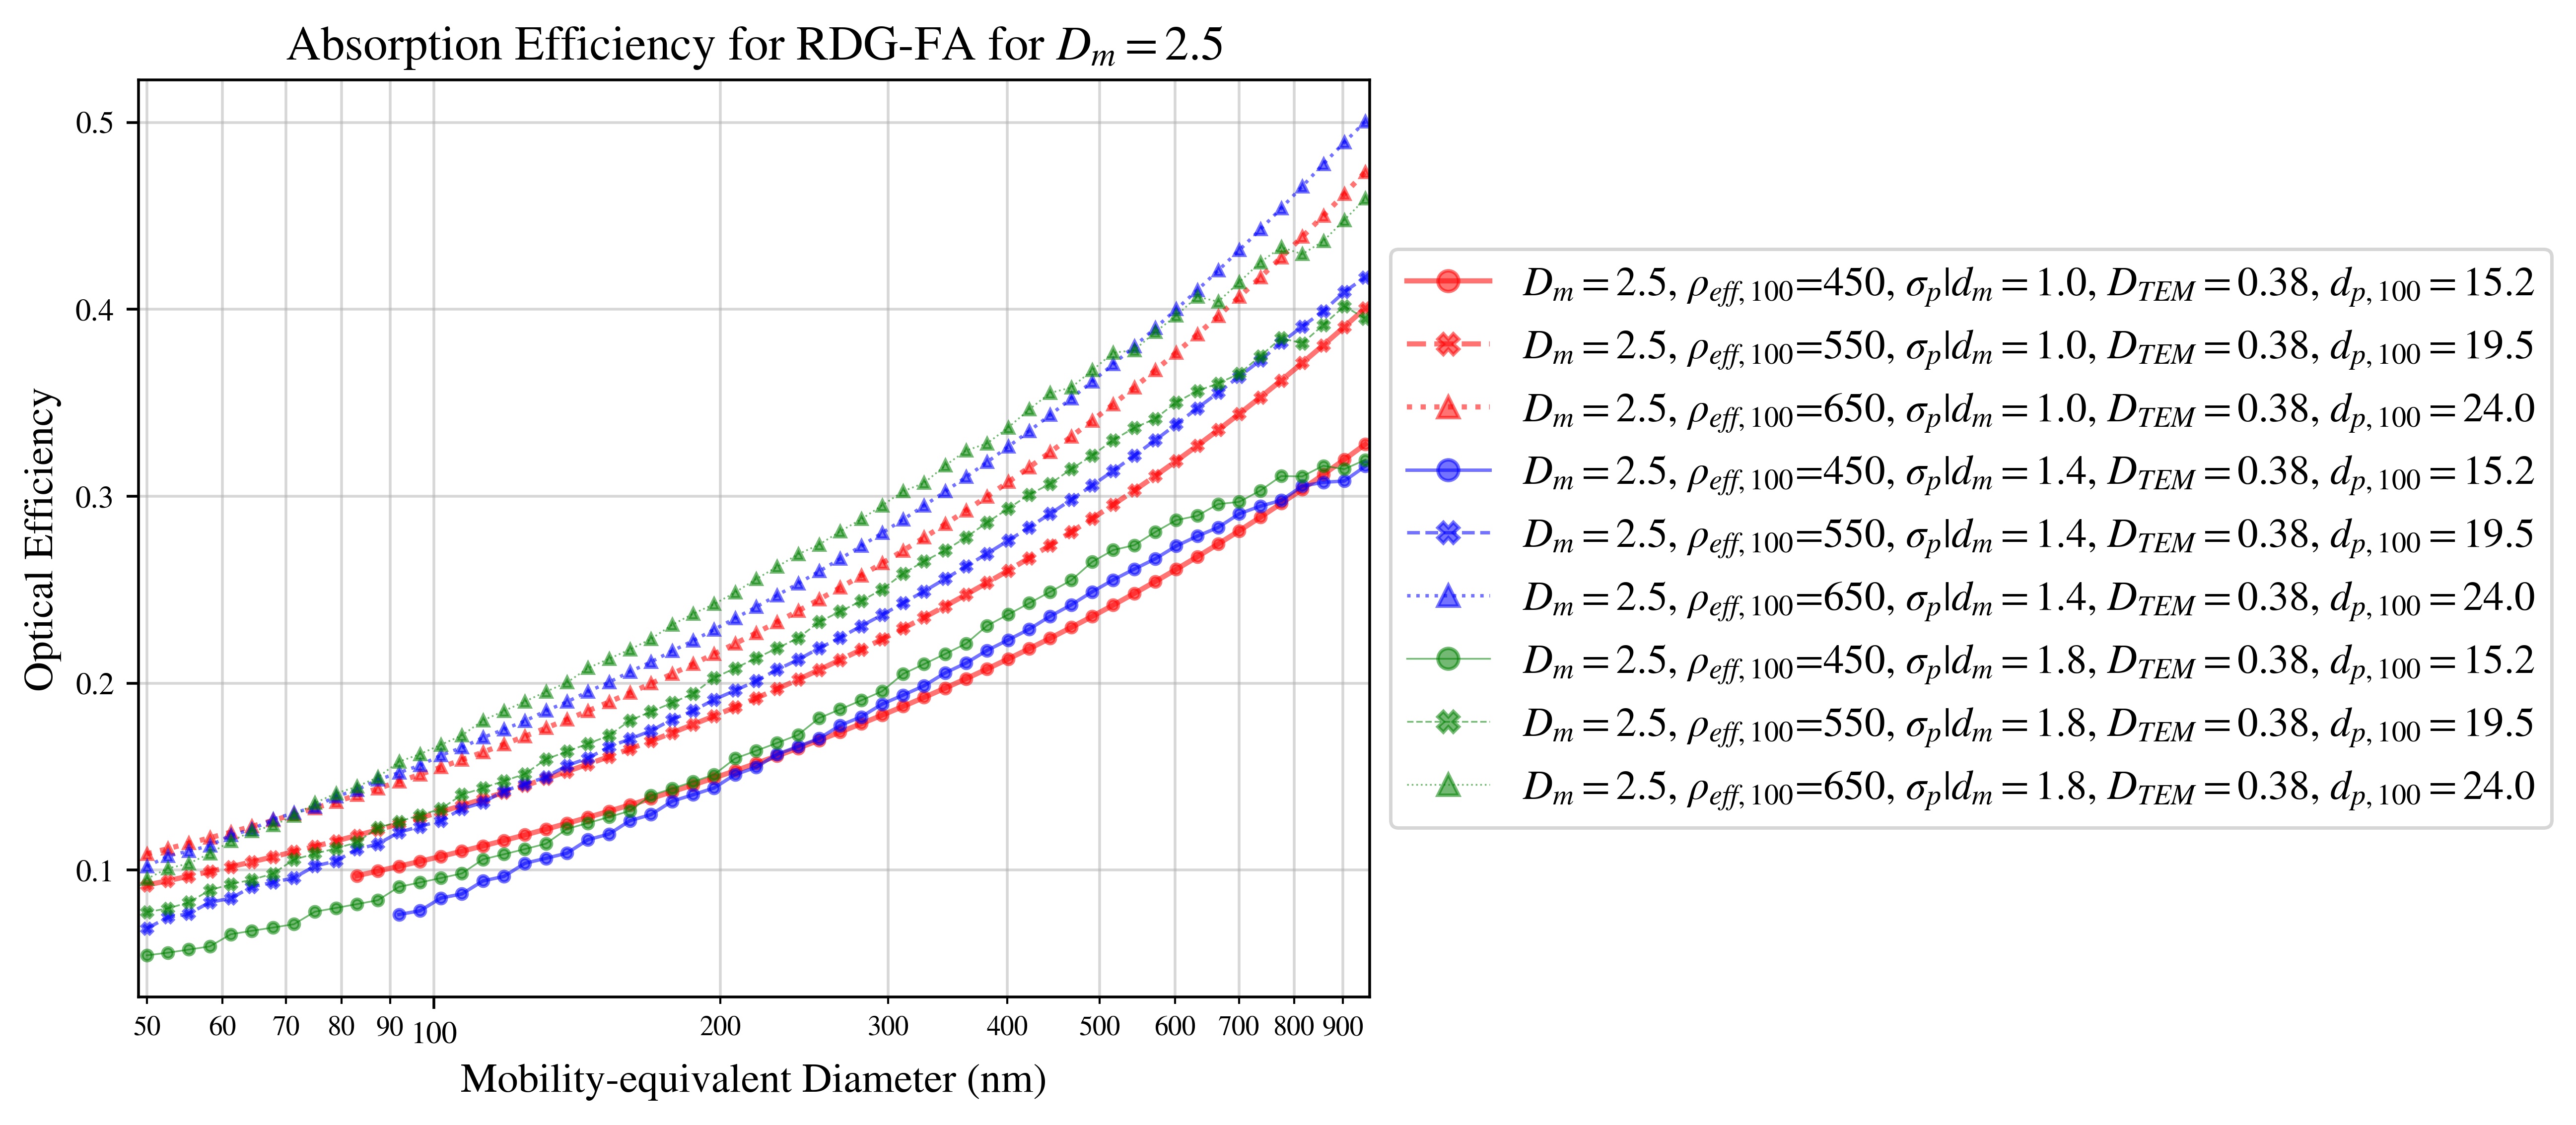 Absorption Efficiency for RDG-FA for Dₘ = 2.5
0.5
0.4
0.3
0.2
0.1
Optical Efficiency
50 60 70 80 90 100 200 300 400 500 600 700 800 900
Mobility-equivalent Diameter (nm)
D_m = 2.5, ρ_eff,100=450, σ_p|d_m = 1.0, D_TEM = 0.38, d_p,100 = 15.2
D_m = 2.5, ρ_eff,100=550, σ_p|d_m = 1.0, D_TEM = 0.38, d_p,100 = 19.5
D_m = 2.5, ρ_eff,100=650, σ_p|d_m = 1.0, D_TEM = 0.38, d_p,100 = 24.0
D_m = 2.5, ρ_eff,100=450, σ_p|d_m = 1.4, D_TEM = 0.38, d_p,100 = 15.2
D_m = 2.5, ρ_eff,100=550, σ_p|d_m = 1.4, D_TEM = 0.38, d_p,100 = 19.5
D_m = 2.5, ρ_eff,100=650, σ_p|d_m = 1.4, D_TEM = 0.38, d_p,100 = 24.0
D_m = 2.5, ρ_eff,100=450, σ_p|d_m = 1.8, D_TEM = 0.38, d_p,100 = 15.2
D_m = 2.5, ρ_eff,100=550, σ_p|d_m = 1.8, D_TEM = 0.38, d_p,100 = 19.5
D_m = 2.5, ρ_eff,100=650, σ_p|d_m = 1.8, D_TEM = 0.38, d_p,100 = 24.0